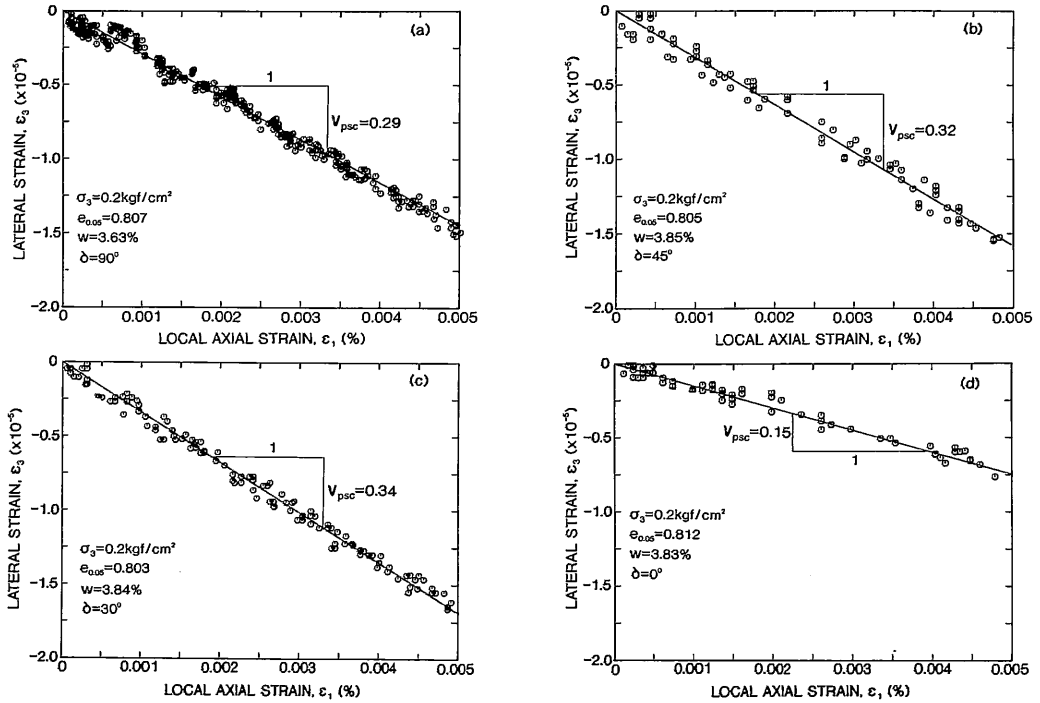 (a)
0
-0.5
-1.0
-1.5
-2.0
LATERAL STRAIN, ε₃ (x10⁻⁵)
1
Vpsc=0.29
σ₃=0.2kgf/cm²
e₀.₀₅=0.807
w=3.63%
δ=90°
0 0.001 0.002 0.003 0.004 0.005
LOCAL AXIAL STRAIN, ε₁ (%)
(b)
0
-0.5
-1.0
-1.5
-2.0
LATERAL STRAIN, ε₃ (x10⁻⁵)
1
Vpsc=0.32
σ₃=0.2kgf/cm²
e₀.₀₅=0.805
w=3.85%
δ=45°
0 0.001 0.002 0.003 0.004 0.005
LOCAL AXIAL STRAIN, ε₁ (%)
(c)
0
-0.5
-1.0
-1.5
-2.0
LATERAL STRAIN, ε₃ (x10⁻⁵)
1
Vpsc=0.34
σ₃=0.2kgf/cm²
e₀.₀₅=0.803
w=3.84%
δ=30°
0 0.001 0.002 0.003 0.004 0.005
LOCAL AXIAL STRAIN, ε₁ (%)
(d)
0
-0.5
-1.0
-1.5
-2.0
LATERAL STRAIN, ε₃ (x10⁻⁵)
Vpsc=0.15
1
σ₃=0.2kgf/cm²
e₀.₀₅=0.812
w=3.83%
δ=0°
0 0.001 0.002 0.003 0.004 0.005
LOCAL AXIAL STRAIN, ε₁ (%)